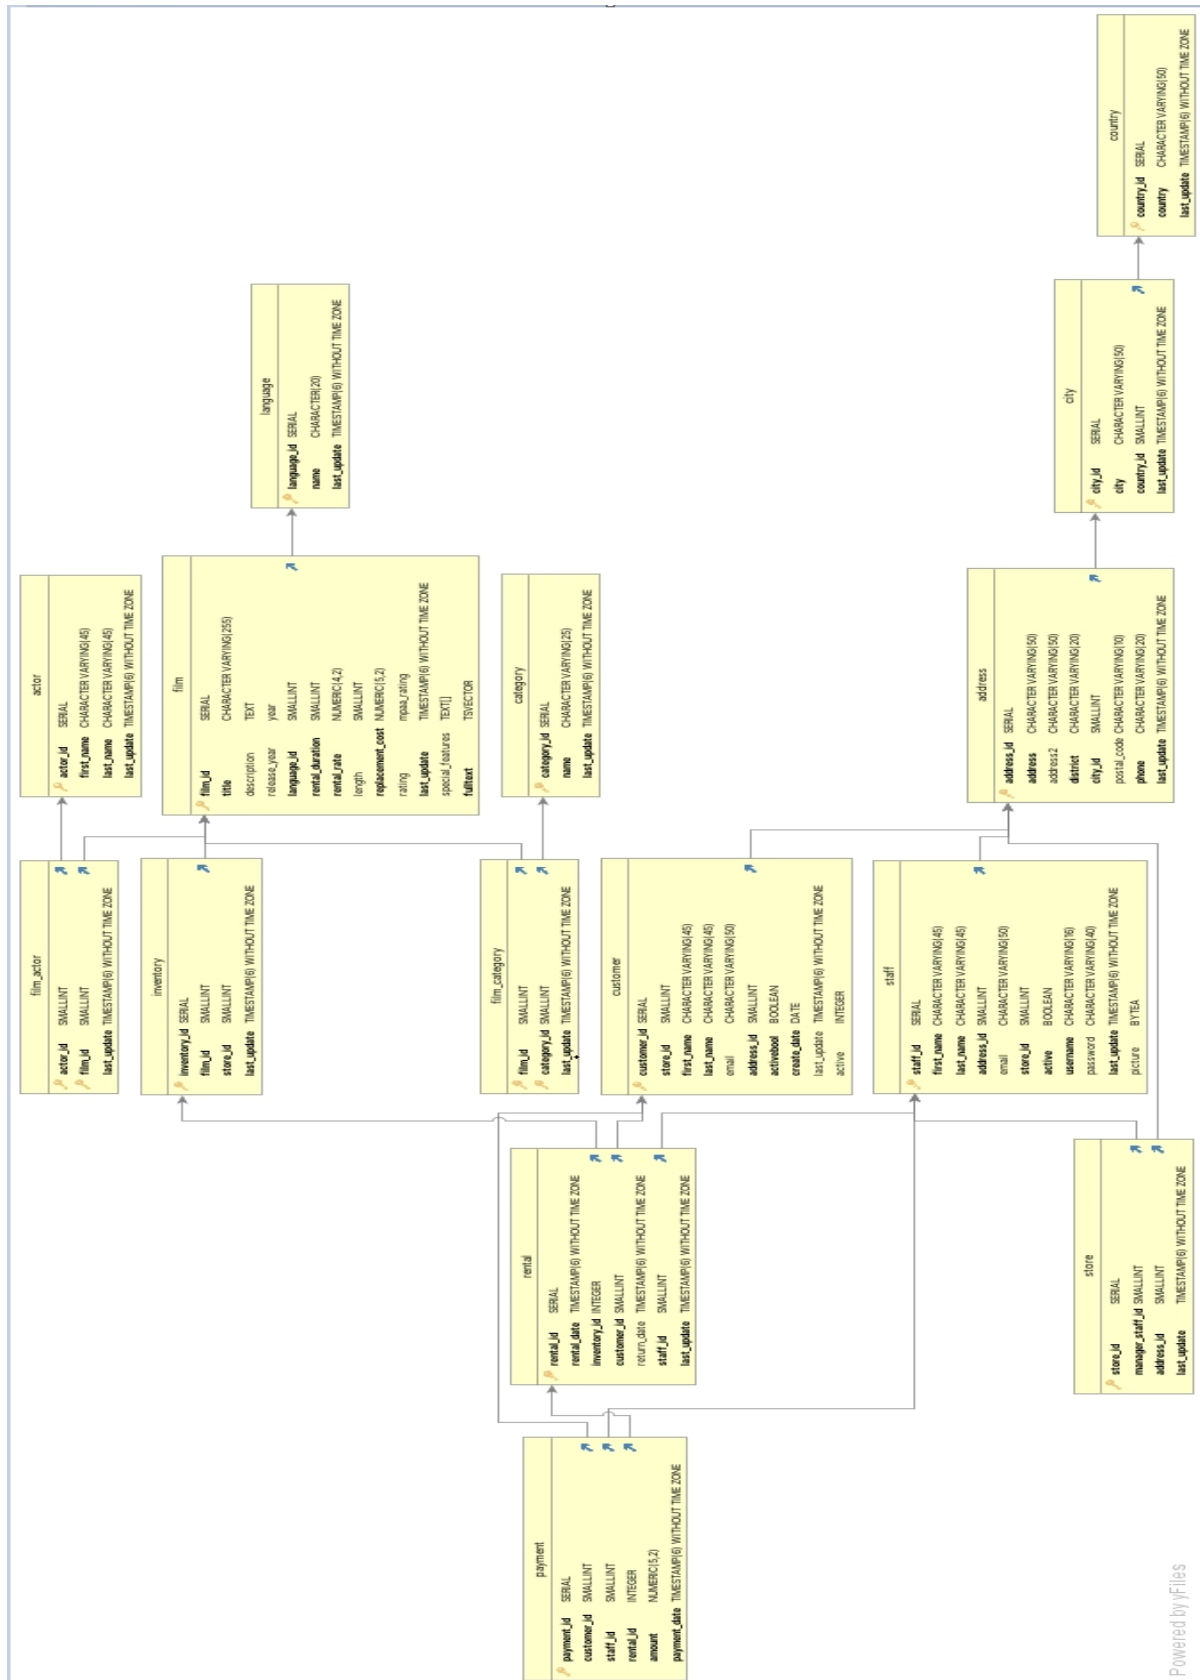 payment
payment_id SERIAL
customer_id SMALLINT
staff_id SMALLINT
rental_id INTEGER
amount NUMERIC(5,2)
payment_date TIMESTAMP(6) WITHOUT TIME ZONE
rental
rental_id SERIAL
rental_date TIMESTAMP(6) WITHOUT TIME ZONE
inventory_id INTEGER
customer_id SMALLINT
return_date TIMESTAMP(6) WITHOUT TIME ZONE
staff_id SMALLINT
last_update TIMESTAMP(6) WITHOUT TIME ZONE
store
store_id SERIAL
manager_staff_id SMALLINT
address_id SMALLINT
last_update TIMESTAMP(6) WITHOUT TIME ZONE
film_actor
actor_id SMALLINT
film_id SMALLINT
last_update TIMESTAMP(6) WITHOUT TIME ZONE
inventory
inventory_id SERIAL
film_id SMALLINT
store_id SMALLINT
last_update TIMESTAMP(6) WITHOUT TIME ZONE
film_category
film_id SMALLINT
category_id SMALLINT
last_update TIMESTAMP(6) WITHOUT TIME ZONE
customer
customer_id SERIAL
store_id SMALLINT
first_name CHARACTER VARYING(45)
last_name CHARACTER VARYING(45)
email CHARACTER VARYING(50)
address_id SMALLINT
activebool BOOLEAN
create_date DATE
last_update TIMESTAMP(6) WITHOUT TIME ZONE
active INTEGER
staff
staff_id SERIAL
first_name CHARACTER VARYING(45)
last_name CHARACTER VARYING(45)
address_id SMALLINT
email CHARACTER VARYING(50)
store_id SMALLINT
active BOOLEAN
username CHARACTER VARYING(16)
password CHARACTER VARYING(40)
last_update TIMESTAMP(6) WITHOUT TIME ZONE
picture BYTEA
actor
actor_id SERIAL
first_name CHARACTER VARYING(45)
last_name CHARACTER VARYING(45)
last_update TIMESTAMP(6) WITHOUT TIME ZONE
film
film_id SERIAL
title CHARACTER VARYING(255)
description TEXT
release_year year
language_id SMALLINT
rental_duration SMALLINT
rental_rate NUMERIC(4,2)
length SMALLINT
replacement_cost NUMERIC(5,2)
rating mpaa_rating
last_update TIMESTAMP(6) WITHOUT TIME ZONE
special_features TEXT[]
fulltext TSVECTOR
category
category_id SERIAL
name CHARACTER VARYING(25)
last_update TIMESTAMP(6) WITHOUT TIME ZONE
address
address_id SERIAL
address CHARACTER VARYING(50)
address2 CHARACTER VARYING(50)
district CHARACTER VARYING(20)
city_id SMALLINT
postal_code CHARACTER VARYING(10)
phone CHARACTER VARYING(20)
last_update TIMESTAMP(6) WITHOUT TIME ZONE
language
language_id SERIAL
name CHARACTER(20)
last_update TIMESTAMP(6) WITHOUT TIME ZONE
city
city_id SERIAL
city CHARACTER VARYING(50)
country_id SMALLINT
last_update TIMESTAMP(6) WITHOUT TIME ZONE
country
country_id SERIAL
country CHARACTER VARYING(50)
last_update TIMESTAMP(6) WITHOUT TIME ZONE
Powered by yFiles